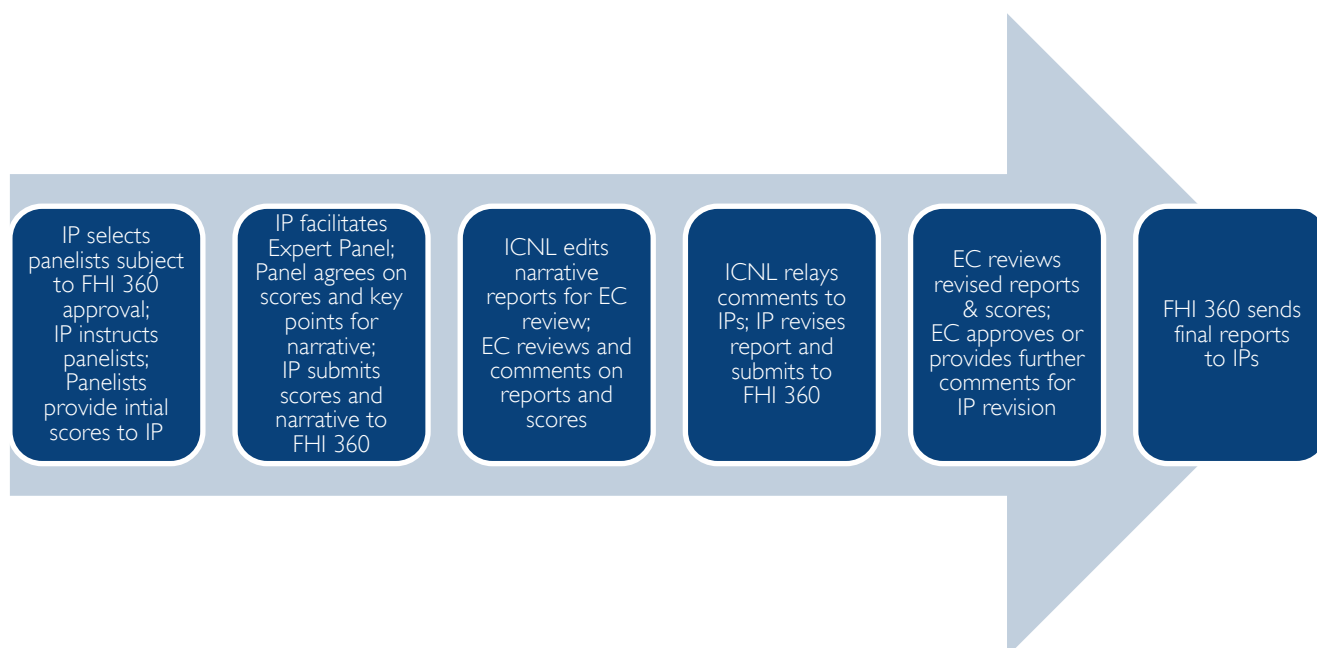 IP selects
panelists subject
to FHI 360
approval;
IP instructs
panelists;
Panelists
provide intial
scores to IP
IP facilitates
Expert Panel;
Panel agrees on
scores and key
points for
narrative;
IP submits
scores and
narrative to
FHI 360
ICNL edits
narrative
reports for EC
review;
EC reviews and
comments on
reports and
scores
ICNL relays
comments to
IPs; IP revises
report and
submits to
FHI 360
EC reviews
revised reports
& scores;
EC approves or
provides further
comments for
IP revision
FHI 360 sends
final reports
to IPs